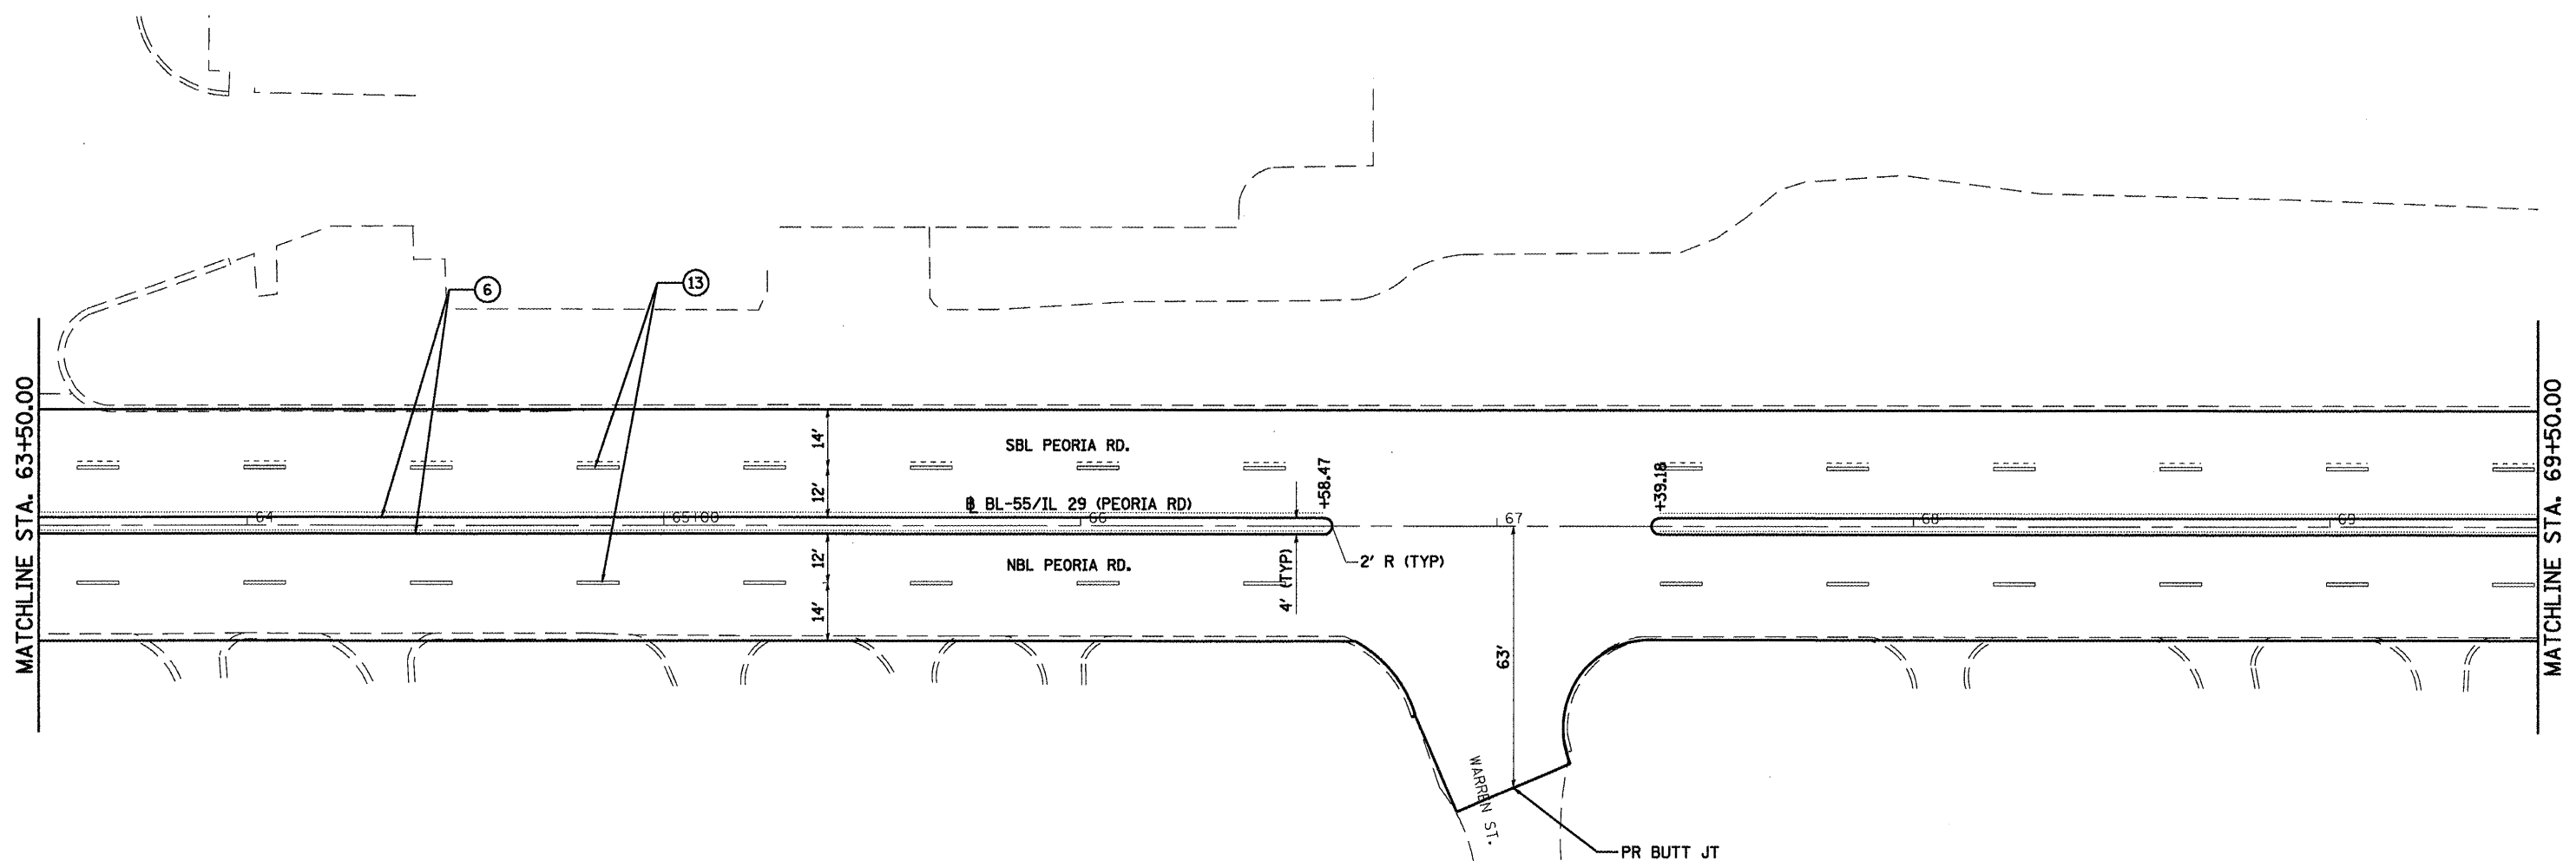 6
13
MATCHLINE STA. 63+50.00
MATCHLINE STA. 69+50.00
14'
SBL PEORIA RD.
12'
+58.47
+39.18
℄ BL-55/IL 29 (PEORIA RD)
64
65+00
66
67
68
69
12'
NBL PEORIA RD.
2' R (TYP)
4' (TYP)
14'
63'
WARREN ST.
PR BUTT JT